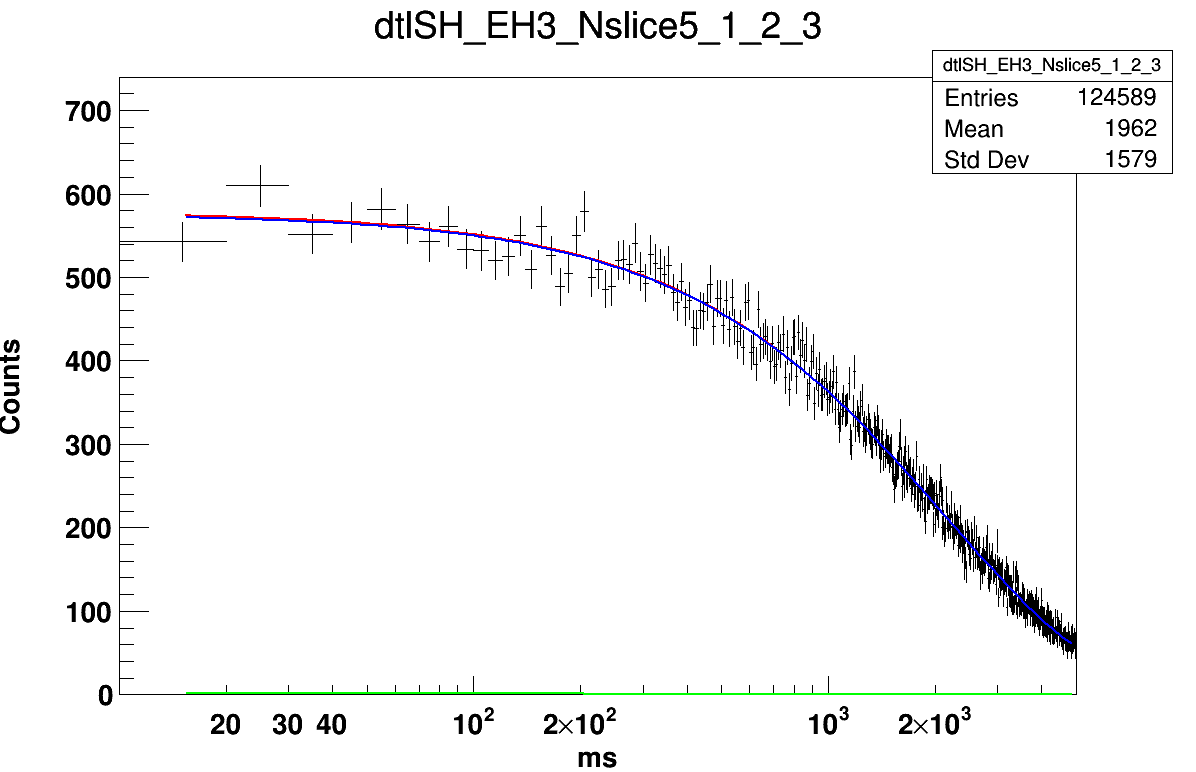 dtlSH_EH3_Nslice5_1_2_3
dtlSH_EH3_Nslice5_1_2_3
Entries 124589
Mean 1962
Std Dev 1579
700
600
500
400
300
200
100
0
Counts
20 30 40 10² 2×10² 10³ 2×10³
ms